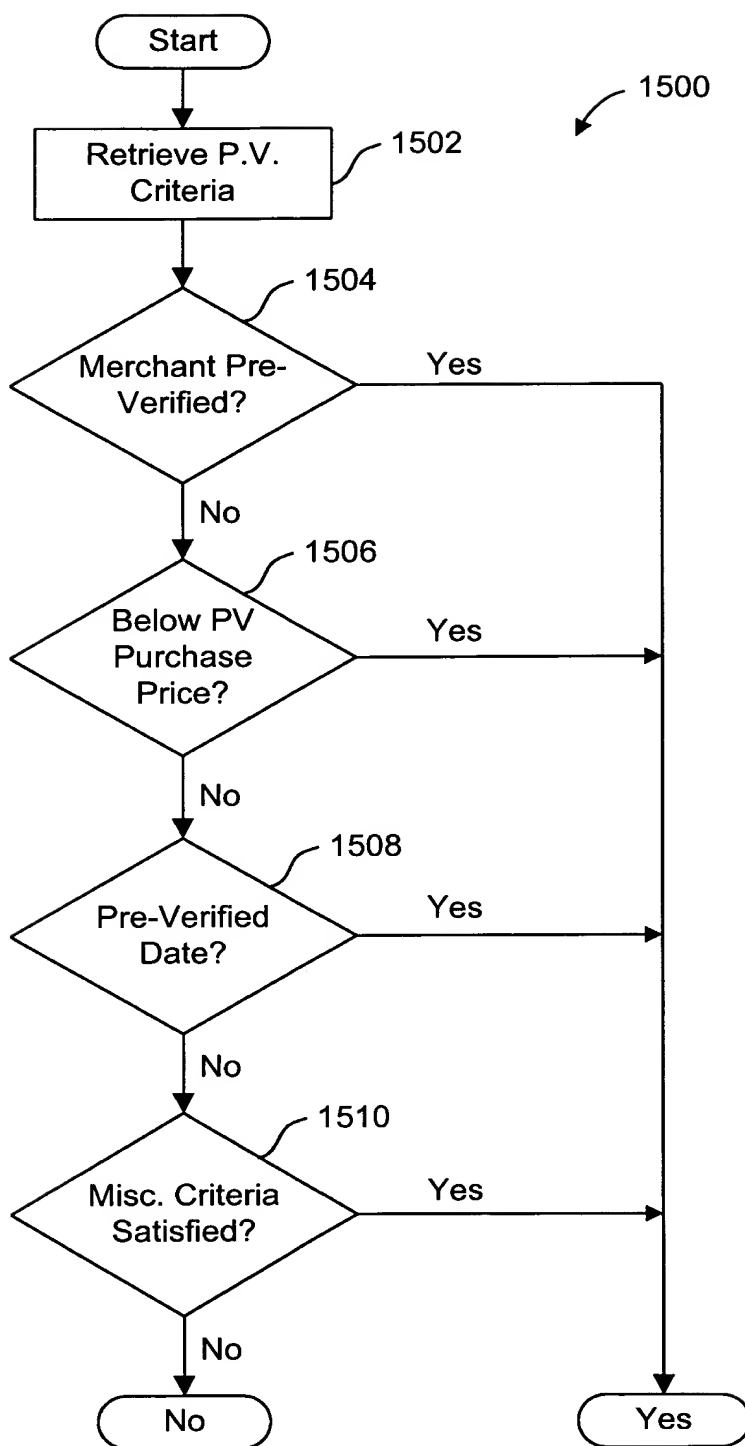 Start
1500
Retrieve P.V.
Criteria
1502
1504
Merchant Pre-
Verified?
Yes
No
1506
Below PV
Purchase
Price?
Yes
No
1508
Pre-Verified
Date?
Yes
No
1510
Misc. Criteria
Satisfied?
Yes
No
No
Yes